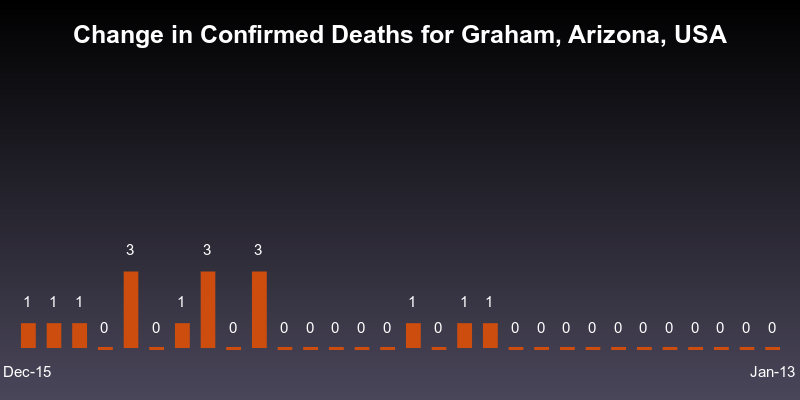 Change in Confirmed Deaths for Graham, Arizona, USA
3 3 3
1 1 1 1 1 1 1
0 0 0 0 0 0 0 0 0 0 0 0 0 0 0 0 0 0 0 0
Dec-15 Jan-13